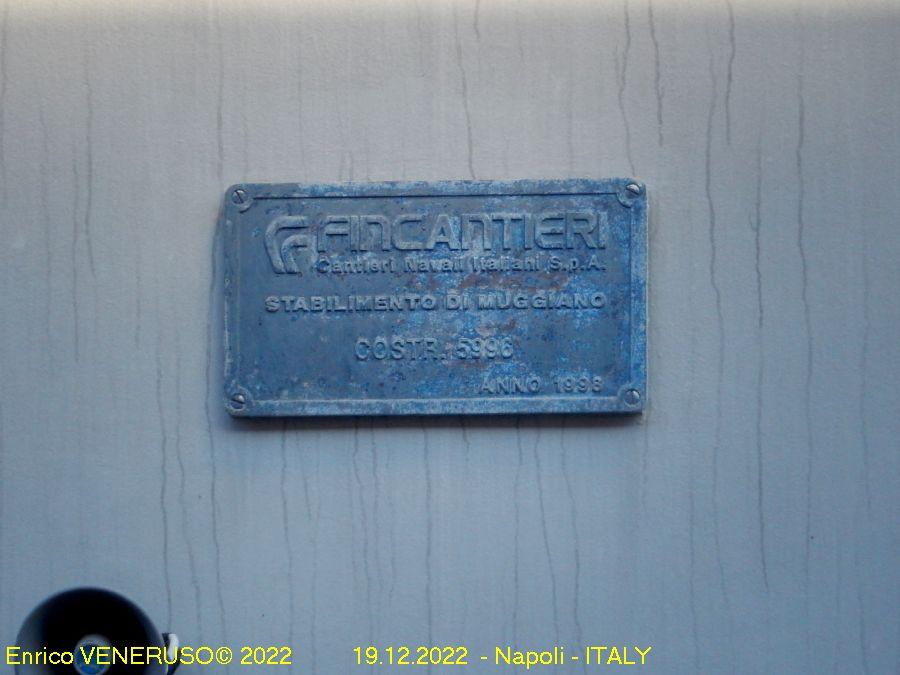 FINCANTIERI
Cantieri Navali Italiani S.p.A.
STABILIMENTO DI MUGGIANO
COSTR. 5996
ANNO 1998
Enrico VENERUSO© 2022 19.12.2022 - Napoli - ITALY